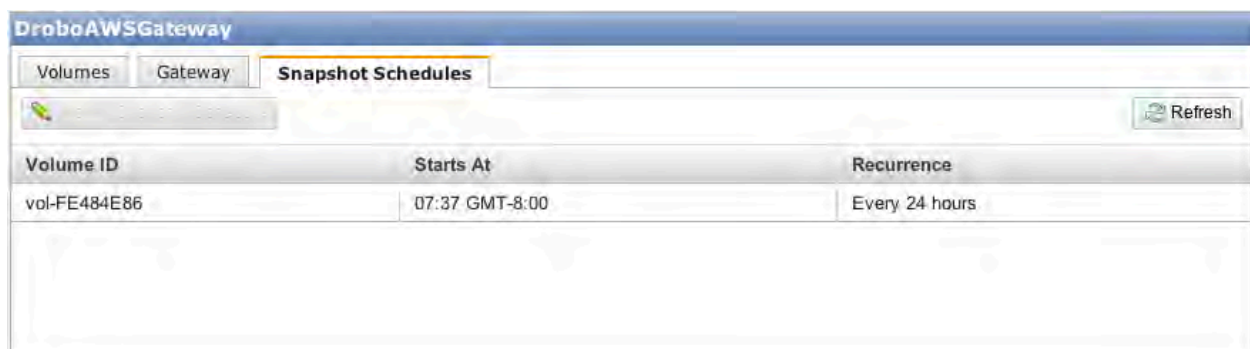 DroboAWSGateway
Volumes Gateway Snapshot Schedules
Refresh
Volume ID Starts At Recurrence
vol-FE484E86 07:37 GMT-8:00 Every 24 hours